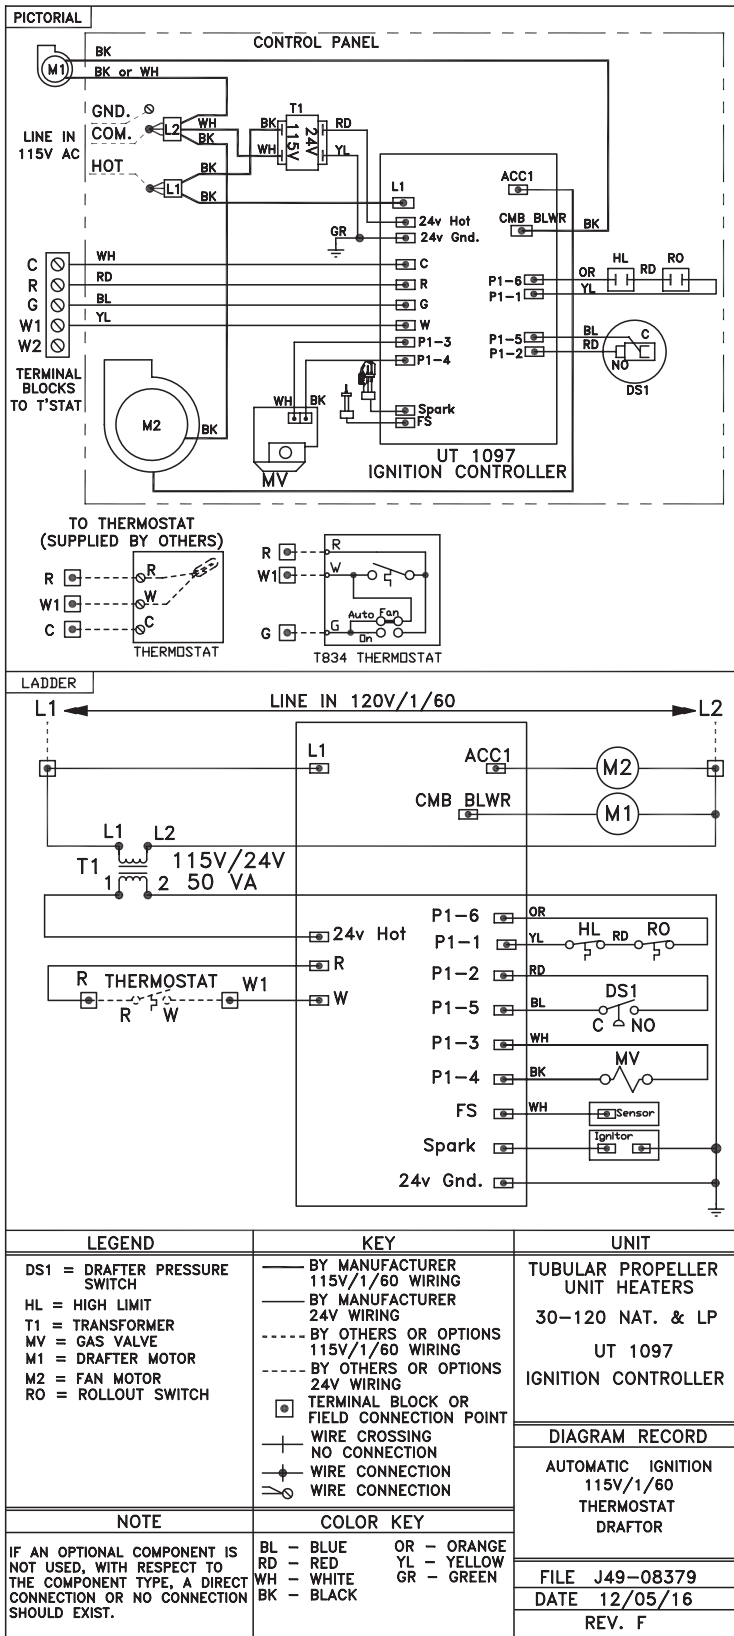 PICTORIAL
CONTROL PANEL
M1
BK
BK or WH
GND.
COM.
LINE IN
115V AC
HOT
L2
WH
BK
L1
BK
BK
T1
BK
WH
115V
24V
RD
YL
GR
L1
24v Hot
24v Gnd.
C
R
G
W
P1-3
P1-4
Spark
FS
ACC1
CMB BLWR
BK
P1-6
P1-1
P1-5
P1-2
OR
YL
HL
RD
RO
BL
RD
C
NO
DS1
UT 1097
IGNITION CONTROLLER
C
R
G
W1
W2
WH
RD
BL
YL
TERMINAL
BLOCKS
TO T'STAT
M2
BK
WH
BK
MV
TO THERMOSTAT
(SUPPLIED BY OTHERS)
R
W1
C
R
W
C
THERMOSTAT
R
W1
G
R
W
G
Auto
Fan
On
T834 THERMOSTAT
LADDER
L1
LINE IN 120V/1/60
L2
L1
ACC1
M2
CMB BLWR
M1
L1
L2
T1
115V/24V
1
2
50 VA
24v Hot
R
W
R
THERMOSTAT
W1
R
W
P1-6
OR
P1-1
YL
HL
RD
RO
P1-2
RD
P1-5
BL
DS1
C
NO
P1-3
WH
P1-4
BK
MV
FS
WH
Sensor
Spark
Ignitor
24v Gnd.
LEGEND
DS1 = DRAFTER PRESSURE
SWITCH
HL = HIGH LIMIT
T1 = TRANSFORMER
MV = GAS VALVE
M1 = DRAFTER MOTOR
M2 = FAN MOTOR
RO = ROLLOUT SWITCH
KEY
BY MANUFACTURER
115V/1/60 WIRING
BY MANUFACTURER
24V WIRING
BY OTHERS OR OPTIONS
115V/1/60 WIRING
BY OTHERS OR OPTIONS
24V WIRING
TERMINAL BLOCK OR
FIELD CONNECTION POINT
WIRE CROSSING
NO CONNECTION
WIRE CONNECTION
WIRE CONNECTION
UNIT
TUBULAR PROPELLER
UNIT HEATERS
30-120 NAT. & LP
UT 1097
IGNITION CONTROLLER
DIAGRAM RECORD
AUTOMATIC IGNITION
115V/1/60
THERMOSTAT
DRAFTOR
NOTE
IF AN OPTIONAL COMPONENT IS
NOT USED, WITH RESPECT TO
THE COMPONENT TYPE, A DIRECT
CONNECTION OR NO CONNECTION
SHOULD EXIST.
COLOR KEY
BL - BLUE
RD - RED
WH - WHITE
BK - BLACK
OR - ORANGE
YL - YELLOW
GR - GREEN
FILE J49-08379
DATE 12/05/16
REV. F